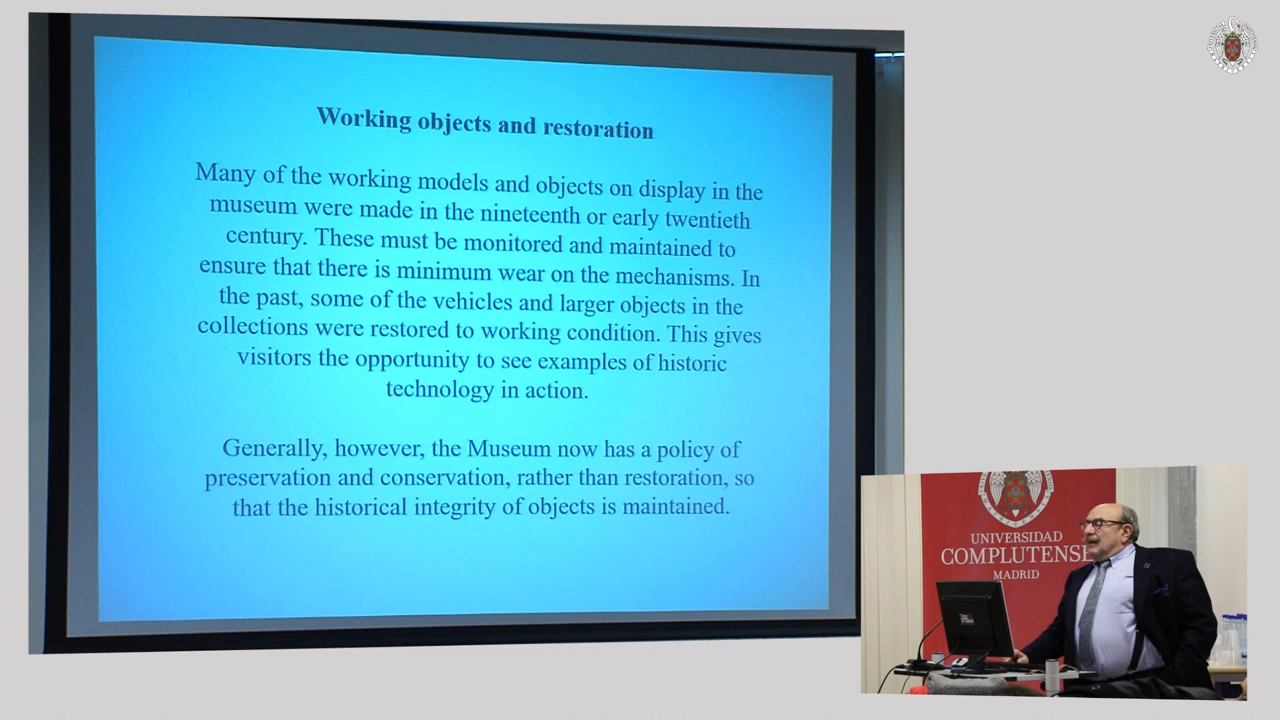 Working objects and restoration
Many of the working models and objects on display in the
museum were made in the nineteenth or early twentieth
century. These must be monitored and maintained to
ensure that there is minimum wear on the mechanisms. In
the past, some of the vehicles and larger objects in the
collections were restored to working condition. This gives
visitors the opportunity to see examples of historic
technology in action.
Generally, however, the Museum now has a policy of
preservation and conservation, rather than restoration, so
that the historical integrity of objects is maintained.
UNIVERSIDAD
COMPLUTENSE
MADRID